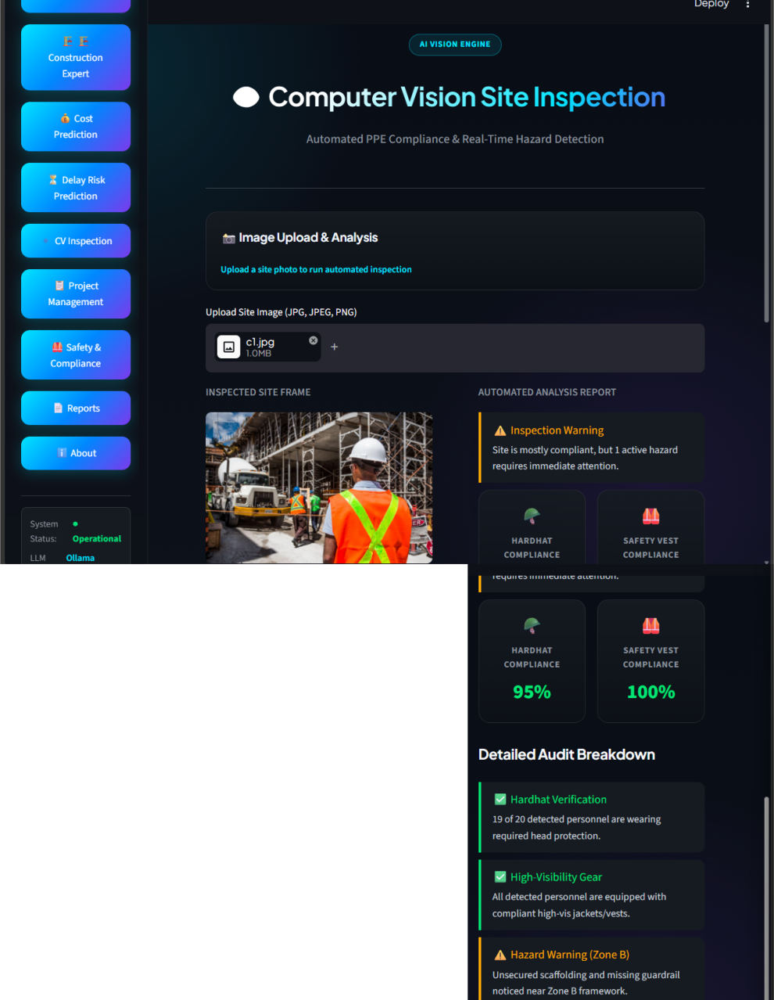 Deploy
Construction
Expert
Cost
Prediction
Delay Risk
Prediction
CV Inspection
Project
Management
Safety &
Compliance
Reports
About
System
Status:
Operational
LLM
Ollama
AI VISION ENGINE
Computer Vision Site Inspection
Automated PPE Compliance & Real-Time Hazard Detection
Image Upload & Analysis
Upload a site photo to run automated inspection
Upload Site Image (JPG, JPEG, PNG)
c1.jpg
1.0MB
INSPECTED SITE FRAME
AUTOMATED ANALYSIS REPORT
Inspection Warning
Site is mostly compliant, but 1 active hazard
requires immediate attention.
HARDHAT
COMPLIANCE
SAFETY VEST
COMPLIANCE
requires immediate attention.
HARDHAT
COMPLIANCE
95%
SAFETY VEST
COMPLIANCE
100%
Detailed Audit Breakdown
Hardhat Verification
19 of 20 detected personnel are wearing
required head protection.
High-Visibility Gear
All detected personnel are equipped with
compliant high-vis jackets/vests.
Hazard Warning (Zone B)
Unsecured scaffolding and missing guardrail
noticed near Zone B framework.